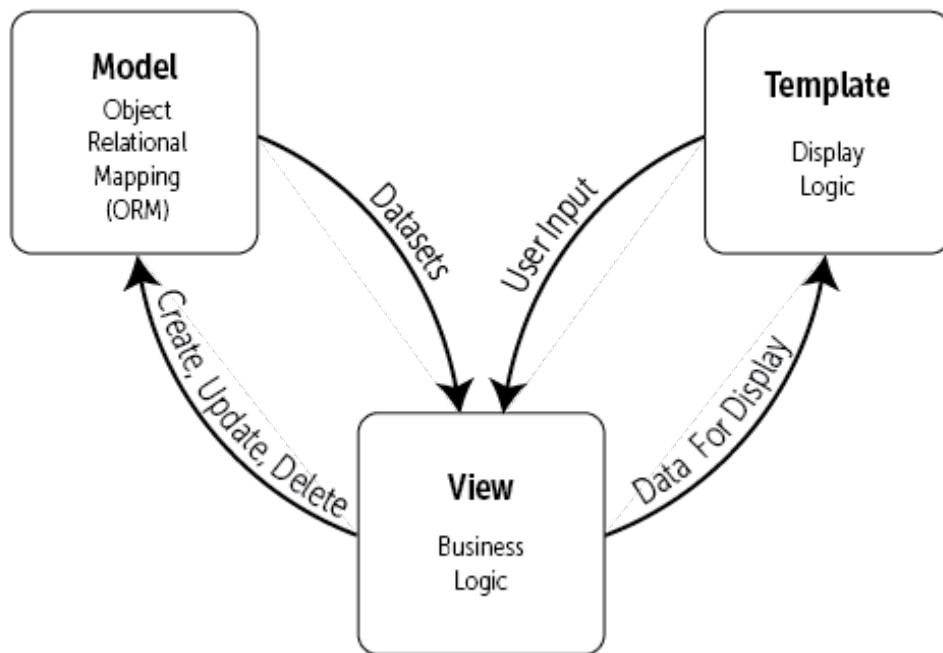 Model
Object
Relational
Mapping
(ORM)
Template
Display
Logic
Datasets
User Input
Create, Update, Delete
Data For Display
View
Business
Logic